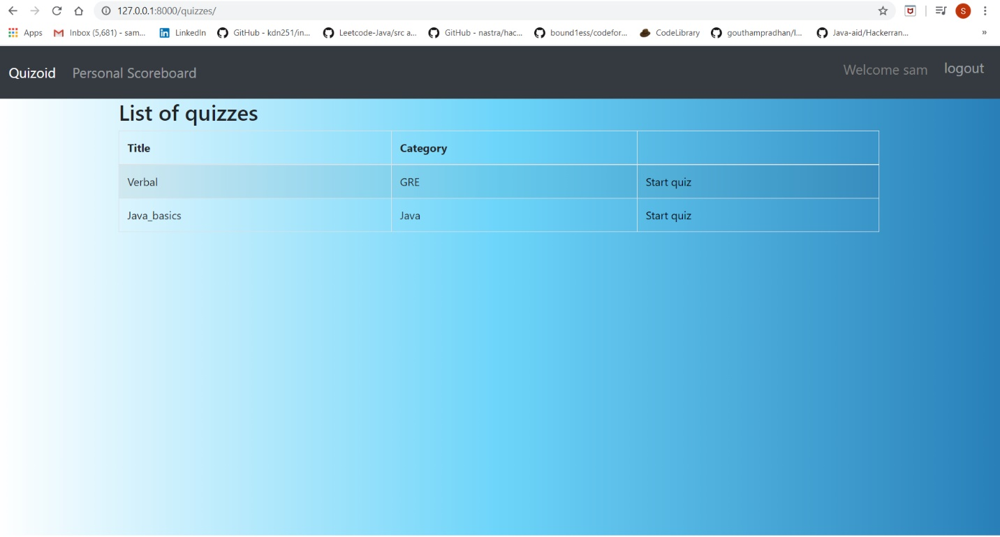 127.0.0.1:8000/quizzes/ S
Apps Inbox (5,681) - sam... LinkedIn GitHub - kdn251/in... Leetcode-Java/src a... GitHub - nastra/hac... bound1ess/codefor... CodeLibrary gouthampradhan/l... Java-aid/Hackerran... »
Quizoid Personal Scoreboard Welcome sam logout
List of quizzes
Title Category
Verbal GRE Start quiz
Java_basics Java Start quiz